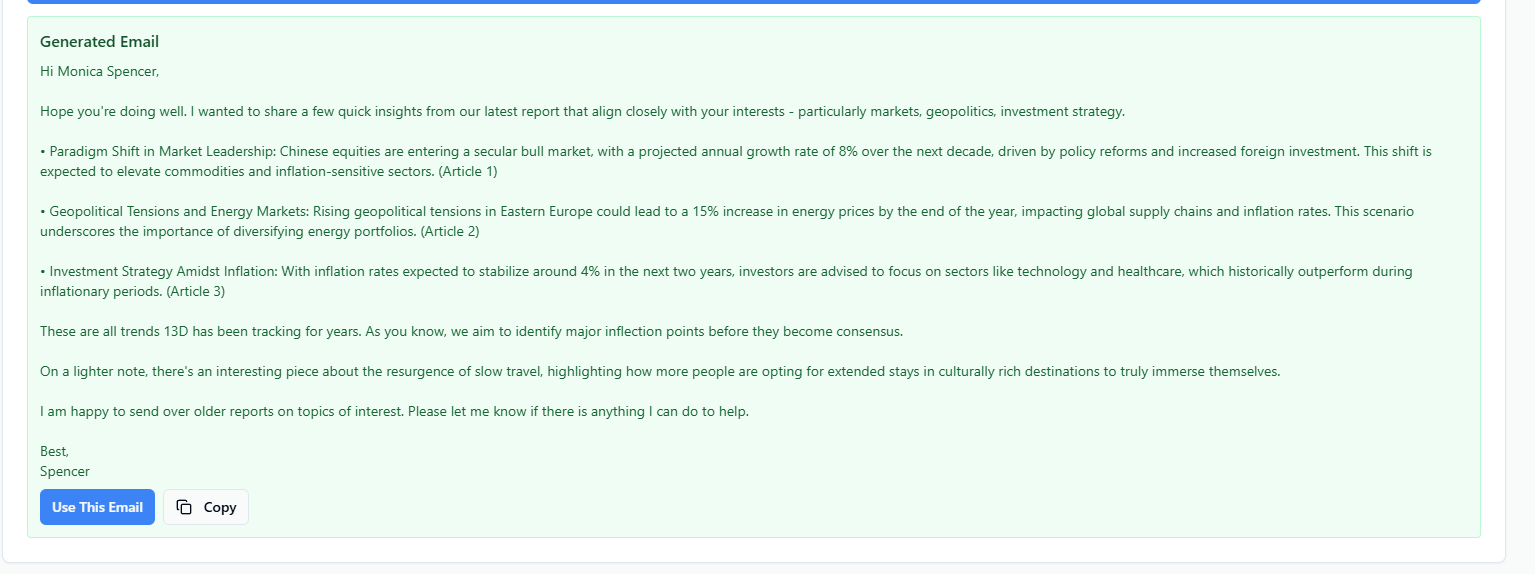 Generated Email
Hi Monica Spencer,
Hope you're doing well. I wanted to share a few quick insights from our latest report that align closely with your interests - particularly markets, geopolitics, investment strategy.
• Paradigm Shift in Market Leadership: Chinese equities are entering a secular bull market, with a projected annual growth rate of 8% over the next decade, driven by policy reforms and increased foreign investment. This shift is
expected to elevate commodities and inflation-sensitive sectors. (Article 1)
• Geopolitical Tensions and Energy Markets: Rising geopolitical tensions in Eastern Europe could lead to a 15% increase in energy prices by the end of the year, impacting global supply chains and inflation rates. This scenario
underscores the importance of diversifying energy portfolios. (Article 2)
• Investment Strategy Amidst Inflation: With inflation rates expected to stabilize around 4% in the next two years, investors are advised to focus on sectors like technology and healthcare, which historically outperform during
inflationary periods. (Article 3)
These are all trends 13D has been tracking for years. As you know, we aim to identify major inflection points before they become consensus.
On a lighter note, there's an interesting piece about the resurgence of slow travel, highlighting how more people are opting for extended stays in culturally rich destinations to truly immerse themselves.
I am happy to send over older reports on topics of interest. Please let me know if there is anything I can do to help.
Best,
Spencer
Use This Email Copy